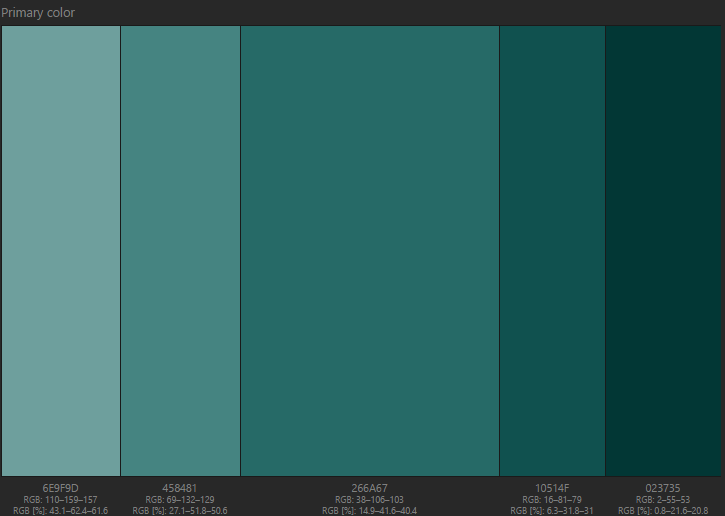 Primary color
6E9F9D
RGB: 110–159–157
RGB [%]: 43.1–62.4–61.6
458481
RGB: 69–132–129
RGB [%]: 27.1–51.8–50.6
266A67
RGB: 38–106–103
RGB [%]: 14.9–41.6–40.4
10514F
RGB: 16–81–79
RGB [%]: 6.3–31.8–31
023735
RGB: 2–55–53
RGB [%]: 0.8–21.6–20.8